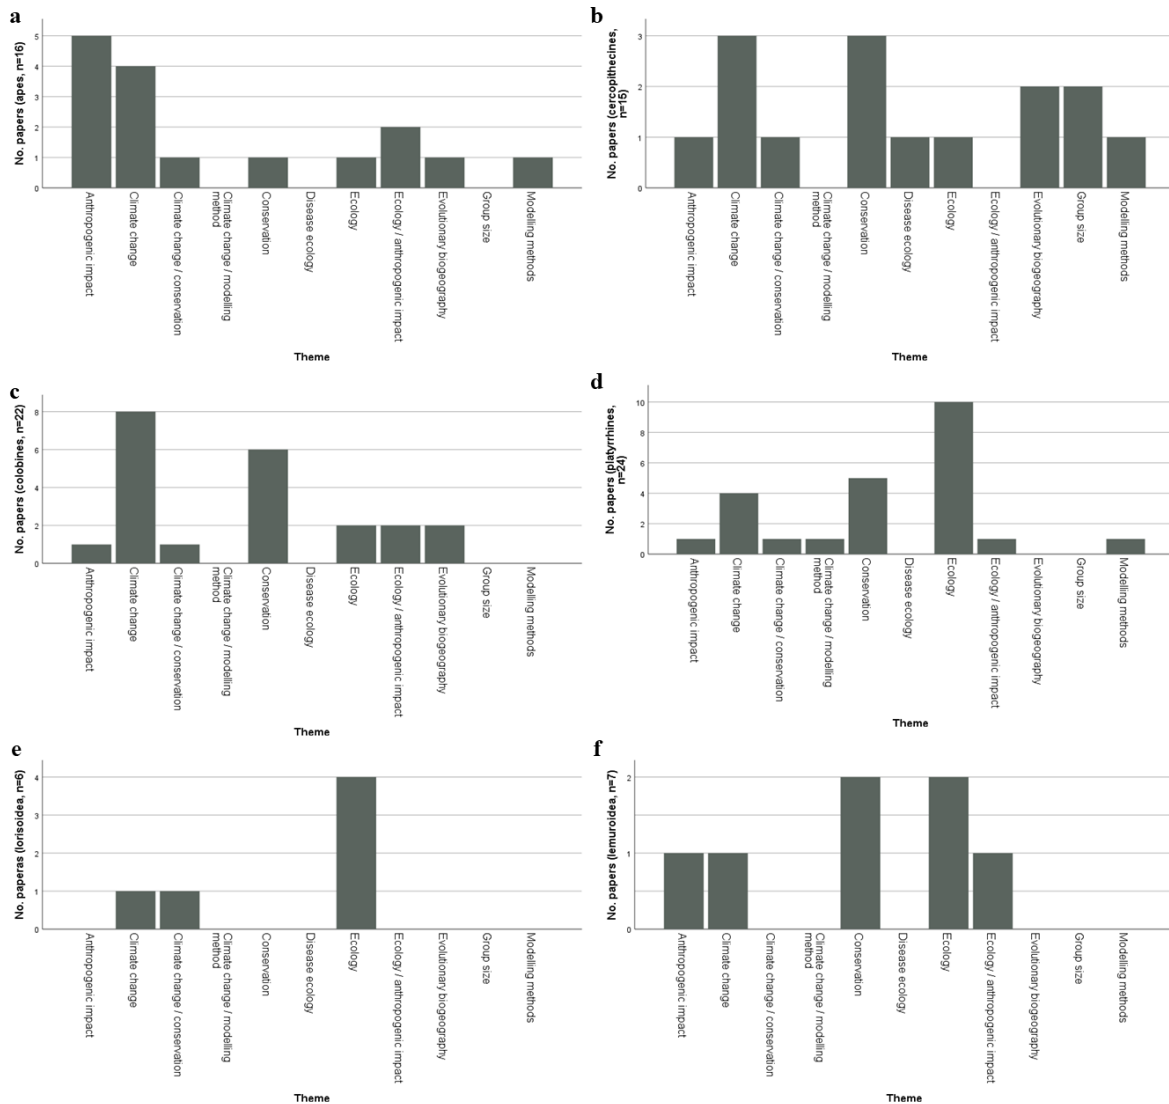 a
No. papers (apes, n=16)
5
4
3
2
1
0
Anthropogenic impact
Climate change
Climate change / conservation
Climate change / modelling
method
Conservation
Disease ecology
Ecology
Ecology / anthropogenic impact
Evolutionary biogeography
Group size
Modelling methods
Theme
b
No. papers (cercopithecines,
n=15)
3
2
1
0
Anthropogenic impact
Climate change
Climate change / conservation
Climate change / modelling
method
Conservation
Disease ecology
Ecology
Ecology / anthropogenic impact
Evolutionary biogeography
Group size
Modelling methods
Theme
c
No. papers (colobines, n=22)
8
6
4
2
0
Anthropogenic impact
Climate change
Climate change / conservation
Climate change / modelling
method
Conservation
Disease ecology
Ecology
Ecology / anthropogenic impact
Evolutionary biogeography
Group size
Modelling methods
Theme
d
No. papers (platyrrhines,
n=24)
10
8
6
4
2
0
Anthropogenic impact
Climate change
Climate change / conservation
Climate change / modelling
method
Conservation
Disease ecology
Ecology
Ecology / anthropogenic impact
Evolutionary biogeography
Group size
Modelling methods
Theme
e
No. paperas (lorisoidea, n=6)
4
3
2
1
0
Anthropogenic impact
Climate change
Climate change / conservation
Climate change / modelling
method
Conservation
Disease ecology
Ecology
Ecology / anthropogenic impact
Evolutionary biogeography
Group size
Modelling methods
Theme
f
No. papers (lemuroidea, n=7)
2
1
0
Anthropogenic impact
Climate change
Climate change / conservation
Climate change / modelling
method
Conservation
Disease ecology
Ecology
Ecology / anthropogenic impact
Evolutionary biogeography
Group size
Modelling methods
Theme